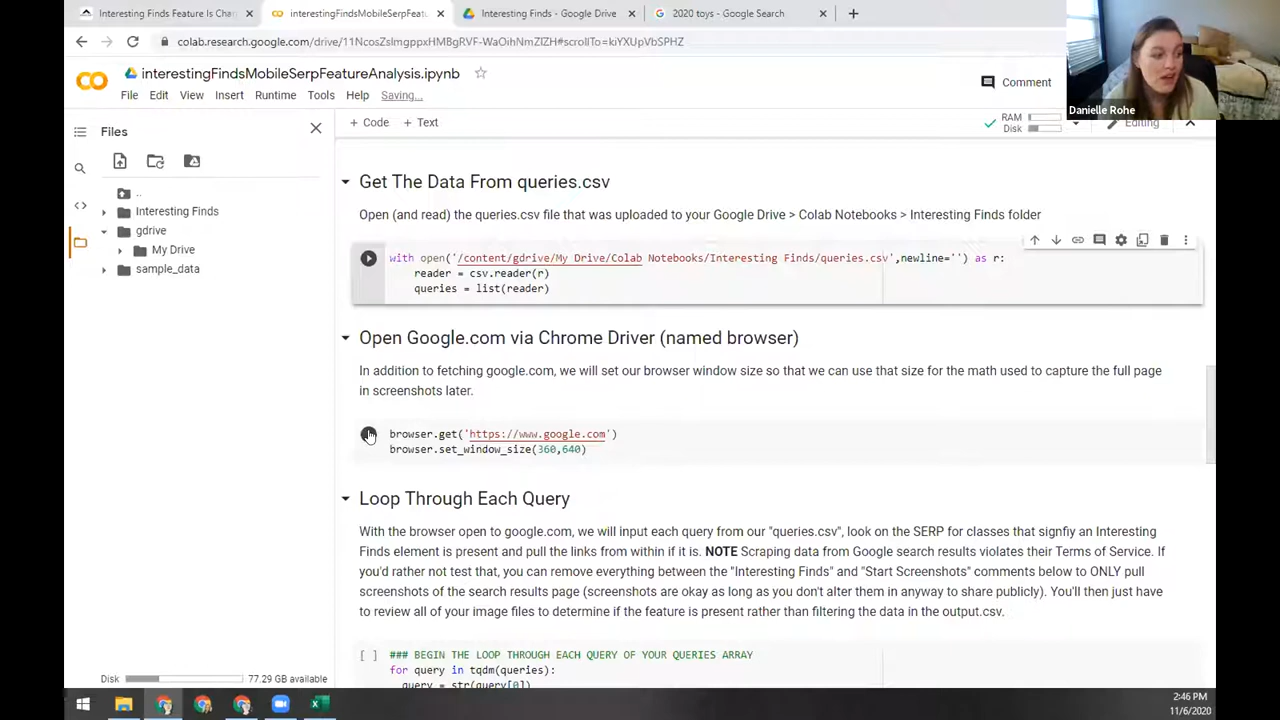 Interesting Finds Feature Is Char
interestingFindsMobileSerpFeatu
Interesting Finds - Google Drive
2020 toys - Google Search
colab.research.google.com/drive/11NcosZsImgppxHMBgRVF-WaOihNmZIZH#scrollTo=kiYXUpVbSPHZ
interestingFindsMobileSerpFeatureAnalysis.ipynb
Comment
Danielle Rohe
File Edit View Insert Runtime Tools Help Saving...
Files
+ Code + Text
RAM
Disk
Editing
..
Interesting Finds
gdrive
My Drive
sample_data
Get The Data From queries.csv
Open (and read) the queries.csv file that was uploaded to your Google Drive > Colab Notebooks > Interesting Finds folder
with open('/content/gdrive/My Drive/Colab Notebooks/Interesting Finds/queries.csv',newline='') as r:
reader = csv.reader(r)
queries = list(reader)
Open Google.com via Chrome Driver (named browser)
In addition to fetching google.com, we will set our browser window size so that we can use that size for the math used to capture the full page
in screenshots later.
browser.get('https://www.google.com')
browser.set_window_size(360,640)
Loop Through Each Query
With the browser open to google.com, we will input each query from our "queries.csv", look on the SERP for classes that signfiy an Interesting
Finds element is present and pull the links from within if it is. NOTE Scraping data from Google search results violates their Terms of Service. If
you'd rather not test that, you can remove everything between the "Interesting Finds" and "Start Screenshots" comments below to ONLY pull
screenshots of the search results page (screenshots are okay as long as you don't alter them in anyway to share publicly). You'll then just have
to review all of your image files to determine if the feature is present rather than filtering the data in the output.csv.
[ ] ### BEGIN THE LOOP THROUGH EACH QUERY OF YOUR QUERIES ARRAY
for query in tqdm(queries):
query = str(query[0])
Disk 77.29 GB available
2:46 PM
11/6/2020